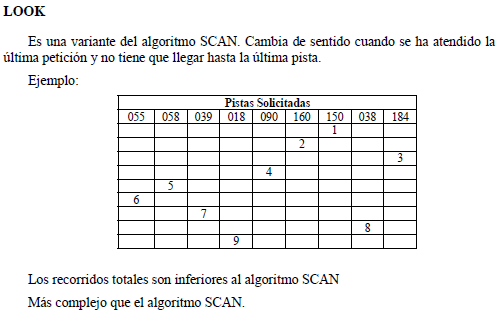 LOOK
Es una variante del algoritmo SCAN. Cambia de sentido cuando se ha atendido la
última petición y no tiene que llegar hasta la última pista.
Ejemplo:
Pistas Solicitadas
055 058 039 018 090 160 150 038 184
1
2
3
4
5
6
7
8
9
Los recorridos totales son inferiores al algoritmo SCAN
Más complejo que el algoritmo SCAN.